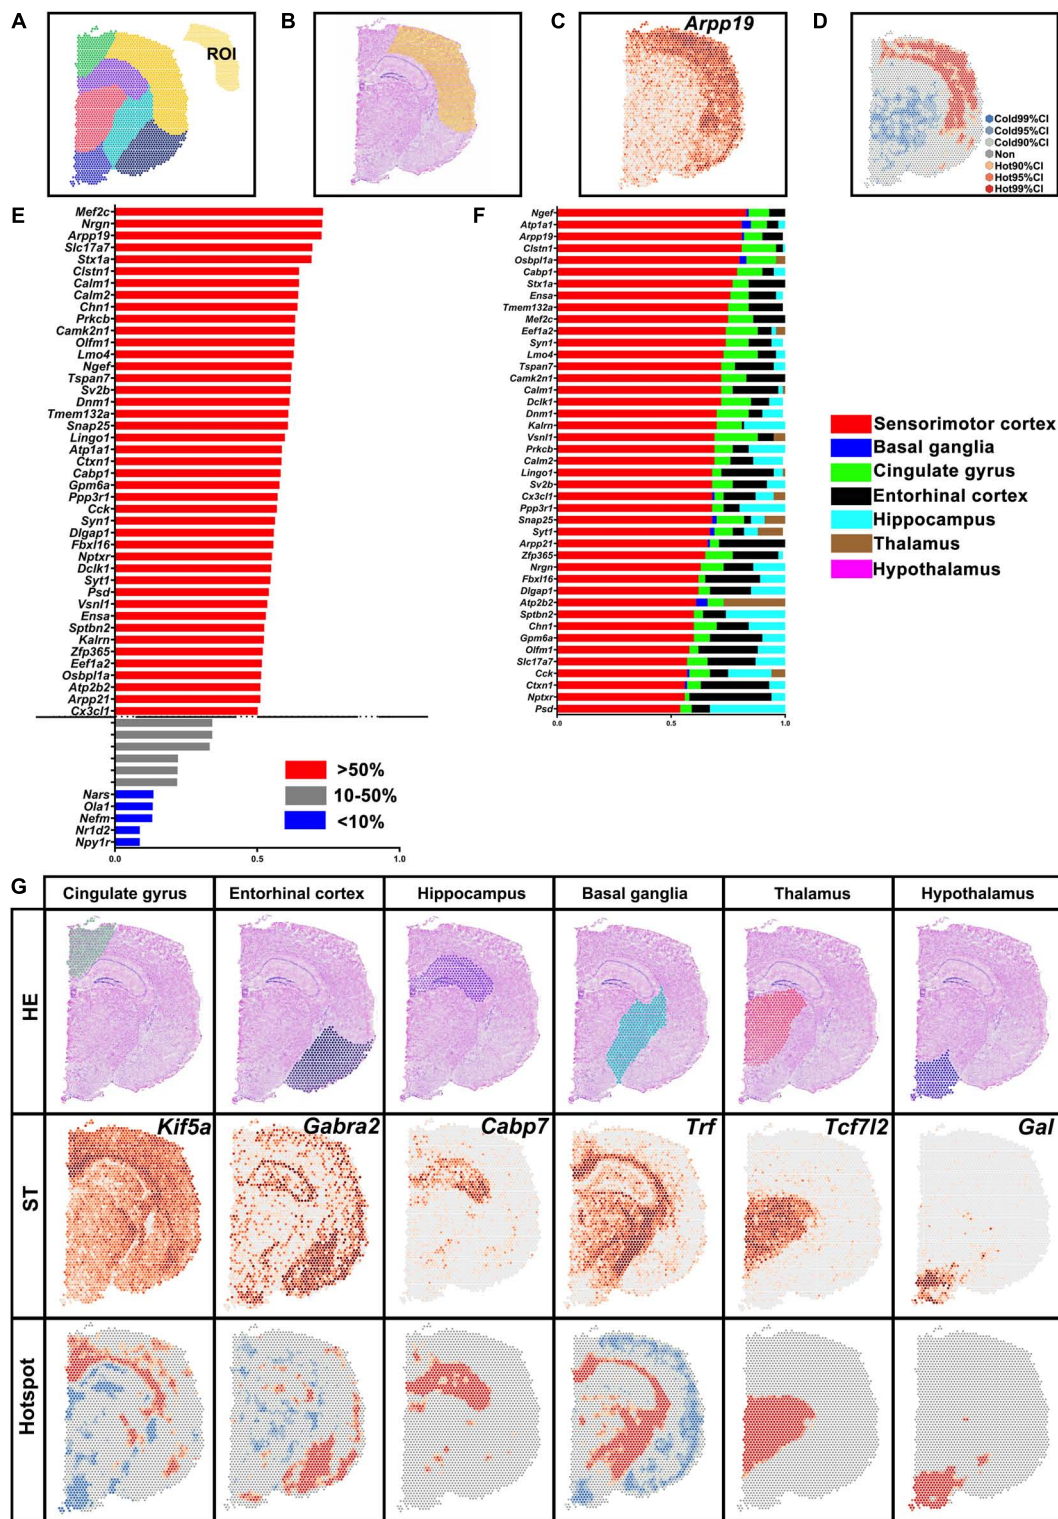 A
ROI
B
C
Arpp19
D
Cold99%CI
Cold95%CI
Cold90%CI
Non
Hot90%CI
Hot95%CI
Hot99%CI
E
Mef2c
Nrgn
Arpp19
Slc17a7
Stx1a
Clstn1
Calm1
Calm2
Chn1
Prkcb
Camk2n1
Olfm1
Lmo4
Ngef
Tspan7
Sv2b
Dnm1
Tmem132a
Snap25
Lingo1
Atp1a1
Ctxn1
Cabp1
Gpm6a
Ppp3r1
Cck
Syn1
Dlgap1
Fbxl16
Nptxr
Dclk1
Syt1
Psd
Vsnl1
Ensa
Sptbn2
Kalrn
Zfp365
Eef1a2
Osbpl1a
Atp2b2
Arpp21
Cx3cl1
Nars
Ola1
Nefm
Nr1d2
Npy1r
0.0
0.5
1.0
>50%
10-50%
<10%
F
Ngef
Atp1a1
Arpp19
Clstn1
Osbpl1a
Cabp1
Stx1a
Ensa
Tmem132a
Mef2c
Eef1a2
Syn1
Lmo4
Tspan7
Camk2n1
Calm1
Dclk1
Dnm1
Kalrn
Vsnl1
Prkcb
Calm2
Lingo1
Sv2b
Cx3cl1
Ppp3r1
Snap25
Syt1
Arpp21
Zfp365
Nrgn
Fbxl16
Dlgap1
Atp2b2
Sptbn2
Chn1
Gpm6a
Olfm1
Slc17a7
Cck
Ctxn1
Nptxr
Psd
0.0
0.5
1.0
Sensorimotor cortex
Basal ganglia
Cingulate gyrus
Entorhinal cortex
Hippocampus
Thalamus
Hypothalamus
G
Cingulate gyrus
Entorhinal cortex
Hippocampus
Basal ganglia
Thalamus
Hypothalamus
HE
ST
Kif5a
Gabra2
Cabp7
Trf
Tcf7l2
Gal
Hotspot